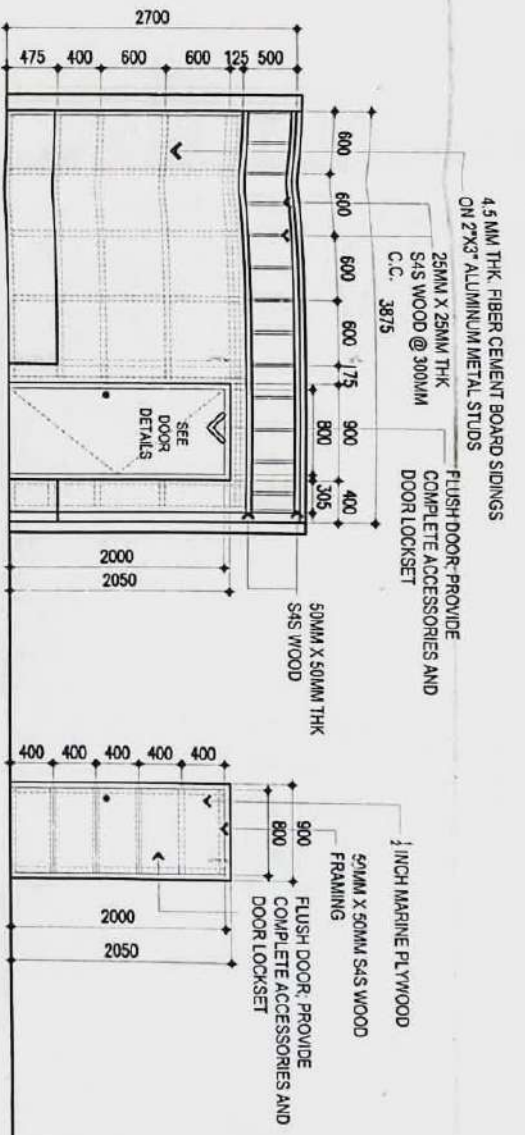 4.5 MM THK. FIBER CEMENT BOARD SIDINGS
ON 2"X3" ALUMINUM METAL STUDS
25MM X 25MM THK
S4S WOOD @ 300MM
C.C.
3875
FLUSH DOOR; PROVIDE
COMPLETE ACCESSORIES AND
DOOR LOCKSET
600
600
600
600
175
900
400
800
305
2700
475
400
600
600
125
500
SEE
DOOR
DETAILS
2000
2050
50MM X 50MM THK
S4S WOOD
½ INCH MARINE PLYWOOD
50MM X 50MM S4S WOOD
FRAMING
900
800
FLUSH DOOR; PROVIDE
COMPLETE ACCESSORIES AND
DOOR LOCKSET
400
400
400
400
400
2000
2050